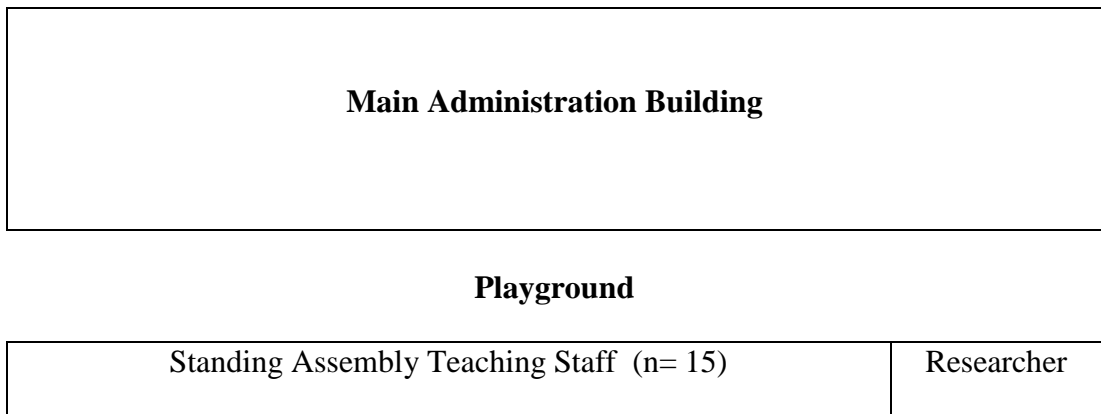 Main Administration Building
Playground
Standing Assembly Teaching Staff (n= 15) Researcher